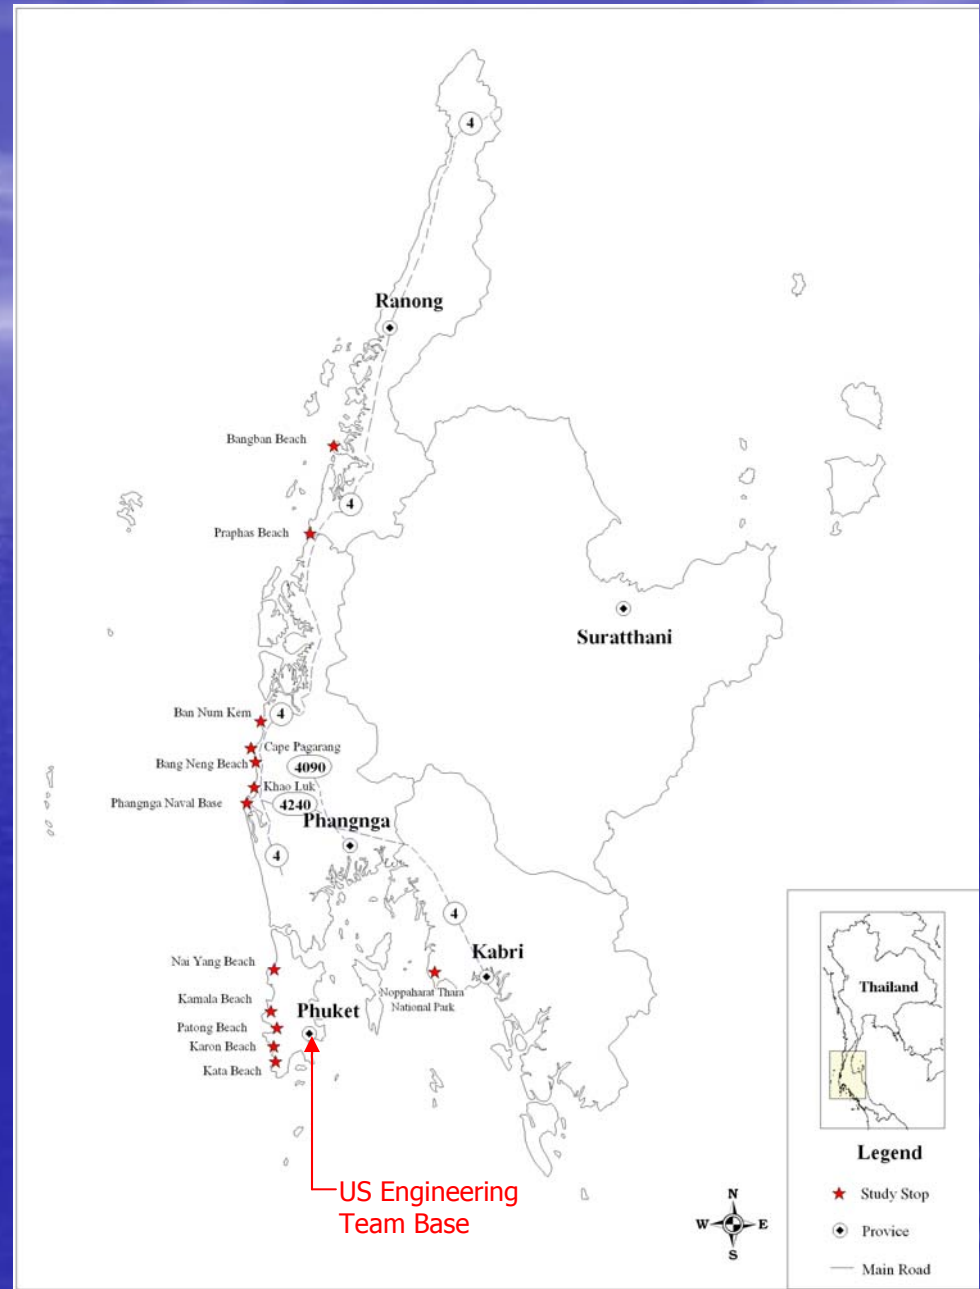 4
Ranong
Bangban Beach
4
Praphas Beach
Suratthani
Ban Num Kem
4
Cape Pagarang
Bang Neng Beach
4090
Khao Luk
Phangnga Naval Base
4240
Phangnga
4
4
Kabri
Nai Yang Beach
Noppaharat Thara
National Park
Kamala Beach
Phuket
Patong Beach
Karon Beach
Kata Beach
US Engineering
Team Base
Thailand
Legend
Study Stop
Provice
Main Road
N
W
E
S